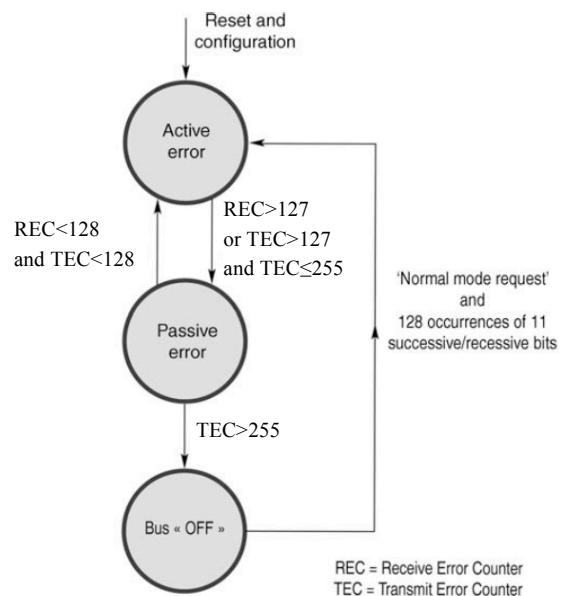 Reset and
configuration
Active
error
REC<128
and TEC<128
REC>127
or TEC>127
and TEC≤255
'Normal mode request'
and
128 occurrences of 11
successive/recessive bits
Passive
error
TEC>255
Bus « OFF »
REC = Receive Error Counter
TEC = Transmit Error Counter